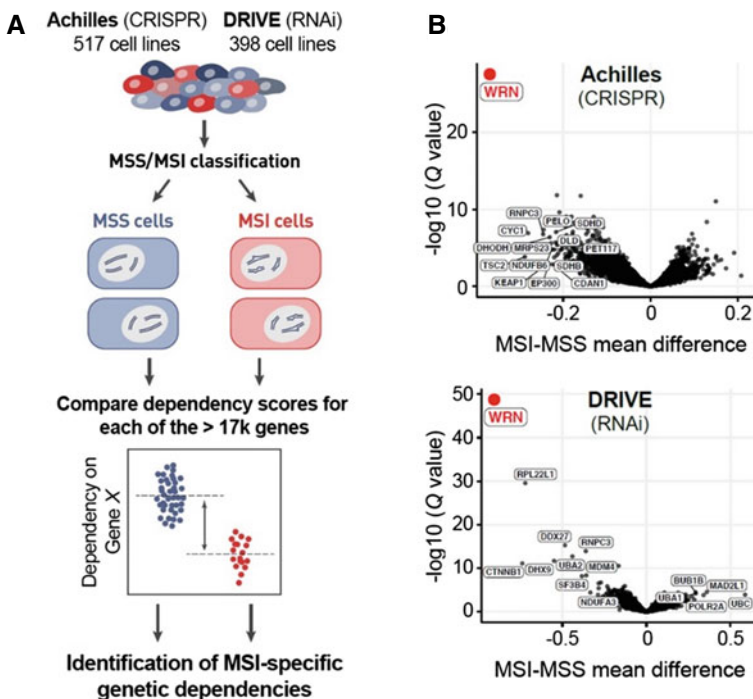 A
Achilles (CRISPR)
517 cell lines
DRIVE (RNAi)
398 cell lines
MSS/MSI classification
MSS cells
MSI cells
Compare dependency scores for
each of the > 17k genes
Dependency on
Gene X
Identification of MSI-specific
genetic dependencies
B
Achilles
(CRISPR)
WRN
-log10 (Q value)
20
10
0
RNPC3
PELO
SDHD
CYC1
DLD
DHODH
MRPS23
PET117
TSC2
NDUFB6
SDHB
KEAP1
EP300
CDAN1
-0.2
0
0.2
MSI-MSS mean difference
DRIVE
(RNAi)
WRN
-log10 (Q value)
50
40
30
20
10
0
RPL22L1
DDX27
RNPC3
CTNNB1
DHX9
UBA2
MDM4
SF3B4
BUB1B
MAD2L1
NDUFA3
UBA1
POLR2A
UBC
-0.5
0
0.5
MSI-MSS mean difference